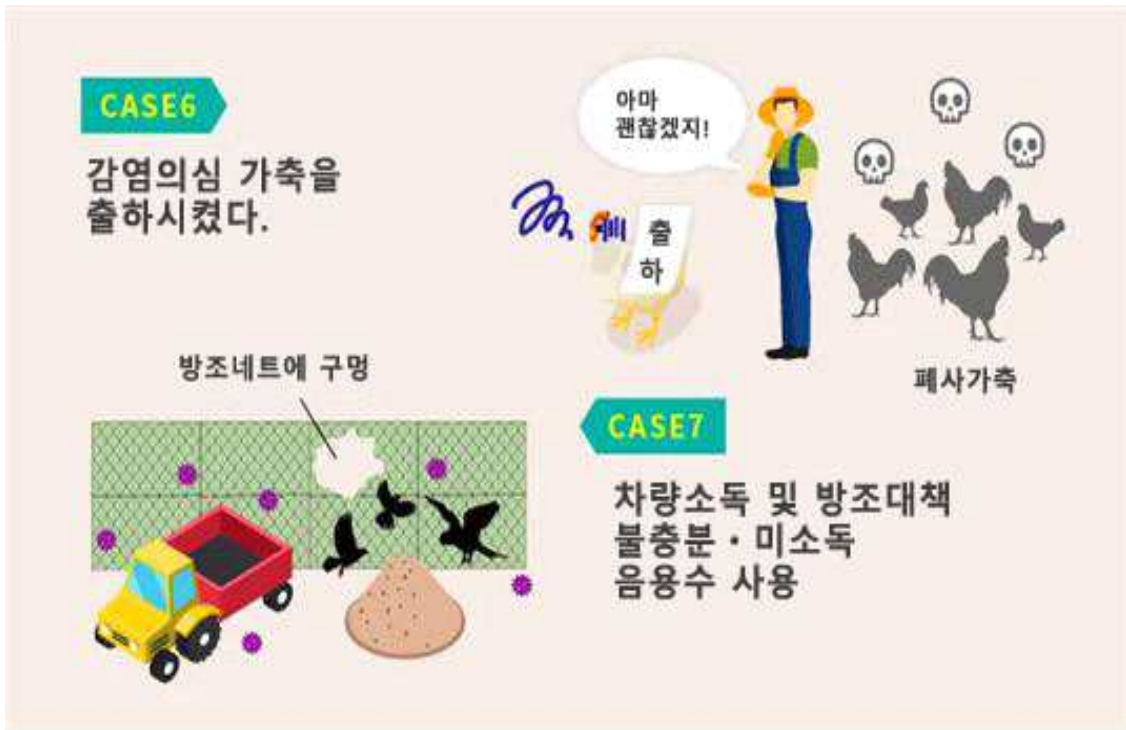 CASE6
감염의심 가축을
출하시켰다.
아마
괜찮겠지!
출
하
폐사가축
방조네트에 구멍
CASE7
차량소독 및 방조대책
불충분・미소독
음용수 사용